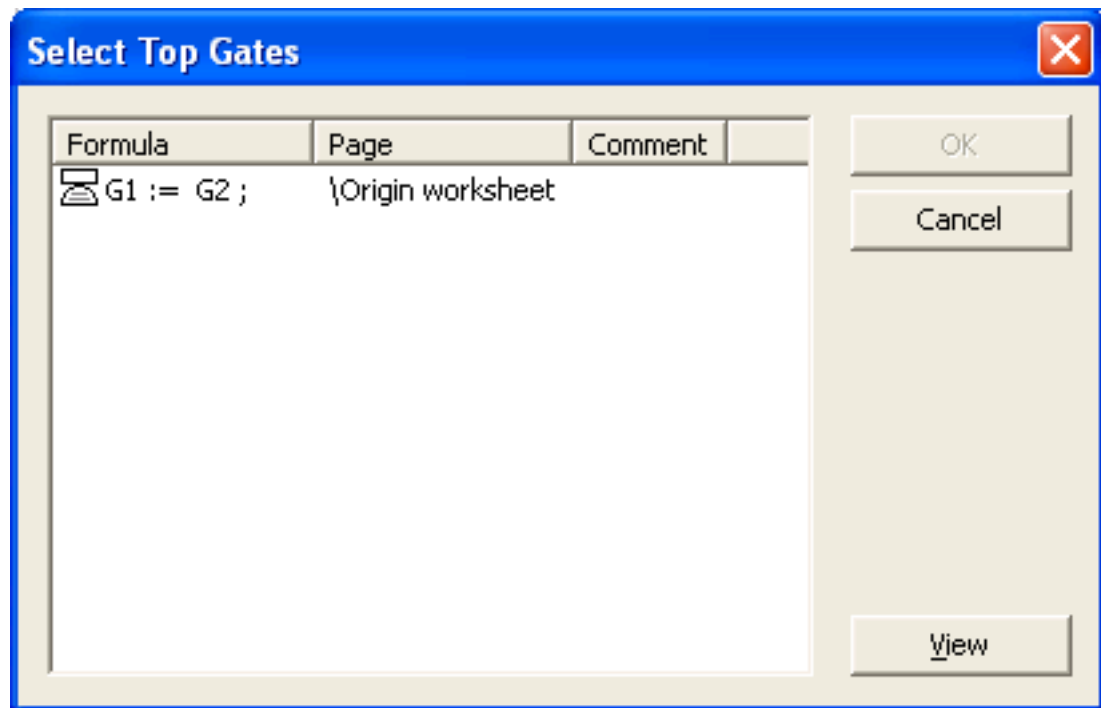 Select Top Gates
Formula Page Comment
G1 := G2 ; \Origin worksheet
OK
Cancel
View